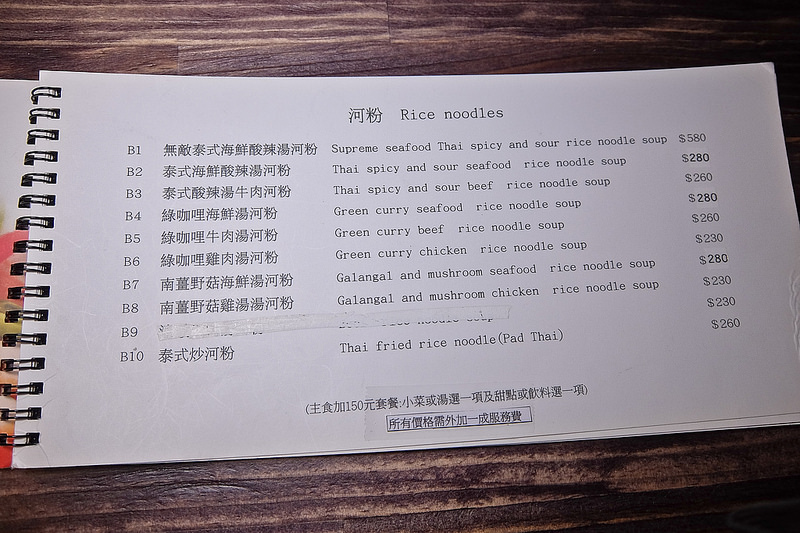 河粉 Rice noodles
B1 無敵泰式海鮮酸辣湯河粉 Supreme seafood Thai spicy and sour rice noodle soup $580
B2 泰式海鮮酸辣湯河粉 Thai spicy and sour seafood rice noodle soup $280
B3 泰式酸辣湯牛肉河粉 Thai spicy and sour beef rice noodle soup $260
B4 綠咖哩海鮮湯河粉 Green curry seafood rice noodle soup $280
B5 綠咖哩牛肉湯河粉 Green curry beef rice noodle soup $260
B6 綠咖哩雞肉湯河粉 Green curry chicken rice noodle soup $230
B7 南薑野菇海鮮湯河粉 Galangal and mushroom seafood rice noodle soup $280
B8 南薑野菇雞湯湯河粉 Galangal and mushroom chicken rice noodle soup $230
B9 noodle soup $230
B10 泰式炒河粉 Thai fried rice noodle(Pad Thai) $260
(主食加150元套餐:小菜或湯選一項及甜點或飲料選一項)
所有價格需外加一成服務費